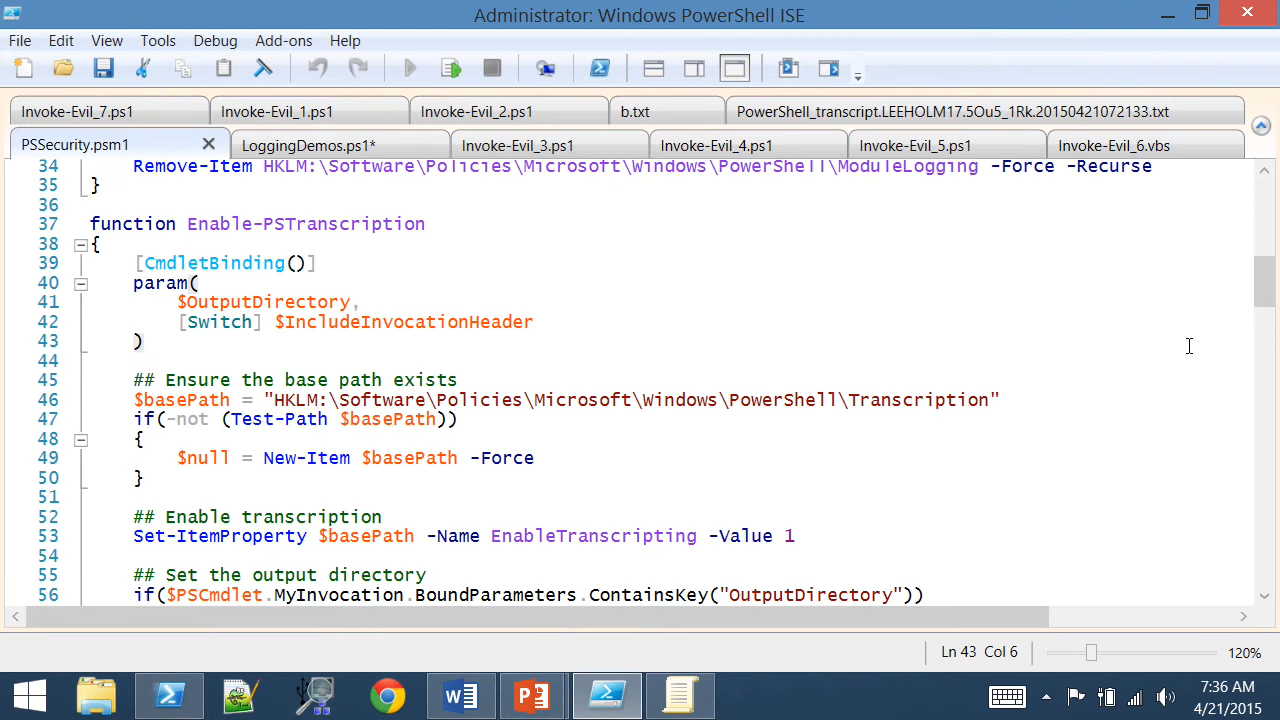 Administrator: Windows PowerShell ISE
File Edit View Tools Debug Add-ons Help
Invoke-Evil_7.ps1 Invoke-Evil_1.ps1 Invoke-Evil_2.ps1 b.txt PowerShell_transcript.LEEHOLM17.5Ou5_1Rk.20150421072133.txt
PSSecurity.psm1 LoggingDemos.ps1* Invoke-Evil_3.ps1 Invoke-Evil_4.ps1 Invoke-Evil_5.ps1 Invoke-Evil_6.vbs
34 Remove-Item HKLM:\Software\Policies\Microsoft\Windows\PowerShell\ModuleLogging -Force -Recurse
35 }
36
37 function Enable-PSTranscription
38 {
39 [CmdletBinding()]
40 param(
41 $OutputDirectory,
42 [Switch] $IncludeInvocationHeader
43 )
44
45 ## Ensure the base path exists
46 $basePath = "HKLM:\Software\Policies\Microsoft\Windows\PowerShell\Transcription"
47 if(-not (Test-Path $basePath))
48 {
49 $null = New-Item $basePath -Force
50 }
51
52 ## Enable transcription
53 Set-ItemProperty $basePath -Name EnableTranscripting -Value 1
54
55 ## Set the output directory
56 if($PSCmdlet.MyInvocation.BoundParameters.ContainsKey("OutputDirectory"))
Ln 43 Col 6 120%
7:36 AM
4/21/2015